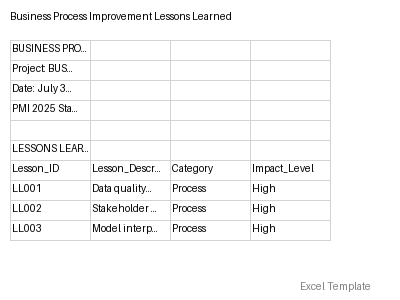 Business Process Improvement Lessons Learned
BUSINESS PRO...
Project: BUS...
Date: July 3...
PMI 2025 Sta...
LESSONS LEAR...
Lesson_ID Lesson_Descr... Category Impact_Level
LL001 Data quality... Process High
LL002 Stakeholder ... Process High
LL003 Model interp... Process High
Excel Template